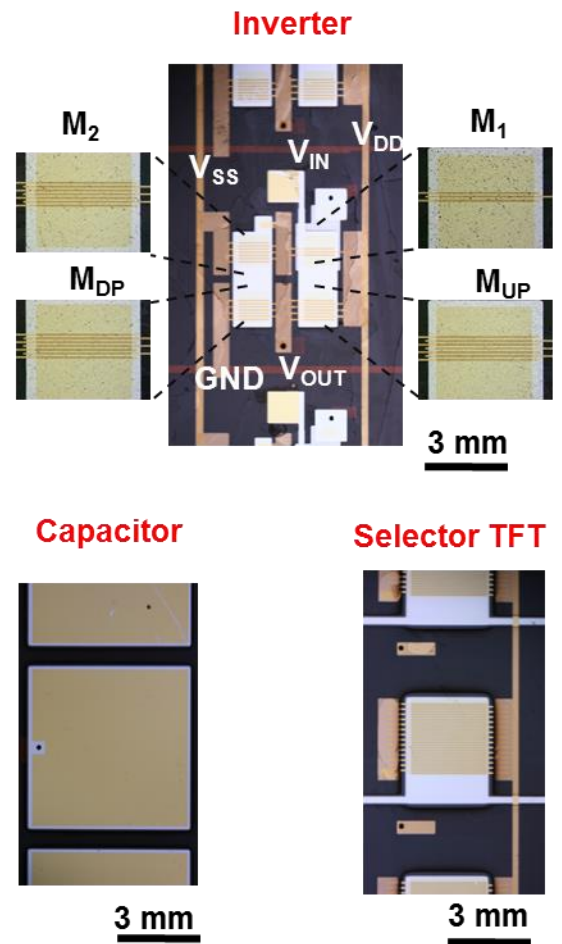 Inverter
M2
M1
VDD
VIN
VSS
MDP
MUP
GND
VOUT
3 mm
Capacitor
Selector TFT
3 mm
3 mm